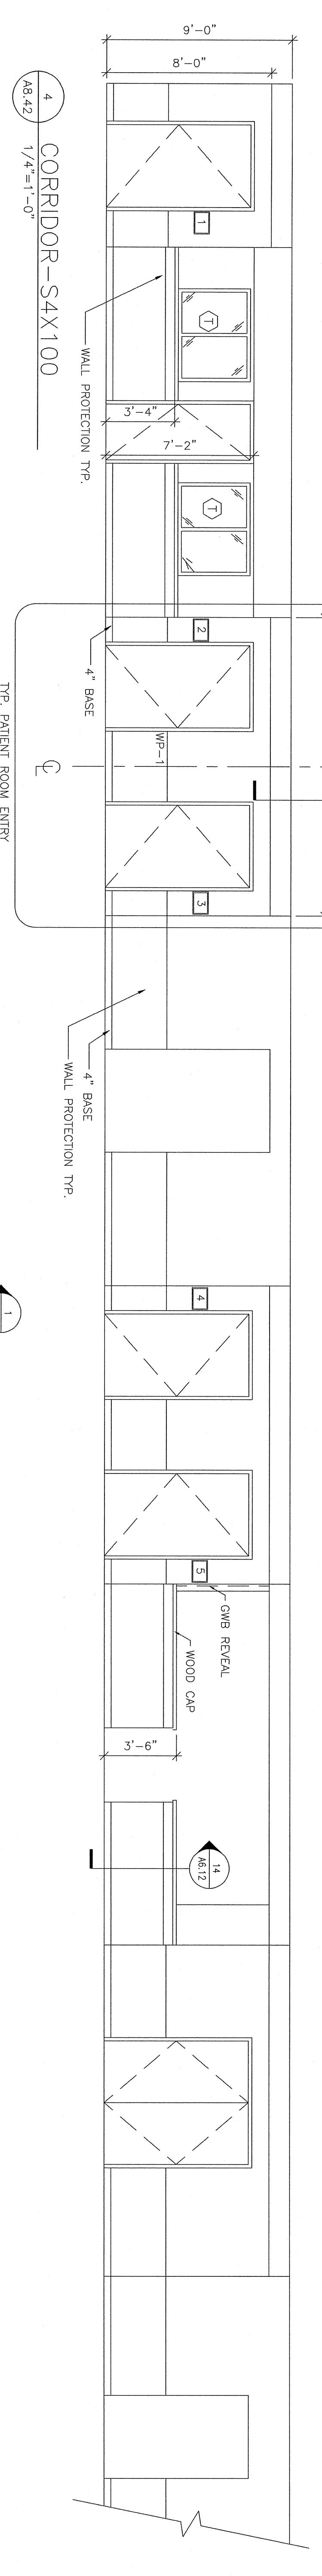 9'-0"
8'-0"
1
T
3'-4"
7'-2"
T
WALL PROTECTION TYP.
4
A8.42
CORRIDOR-S4X100
1/4"=1'-0"
2
4" BASE
WP-1
CL
3
TYP. PATIENT ROOM ENTRY
4" BASE
WALL PROTECTION TYP.
1
4
5
GWB REVEAL
WOOD CAP
3'-6"
14
A6.12